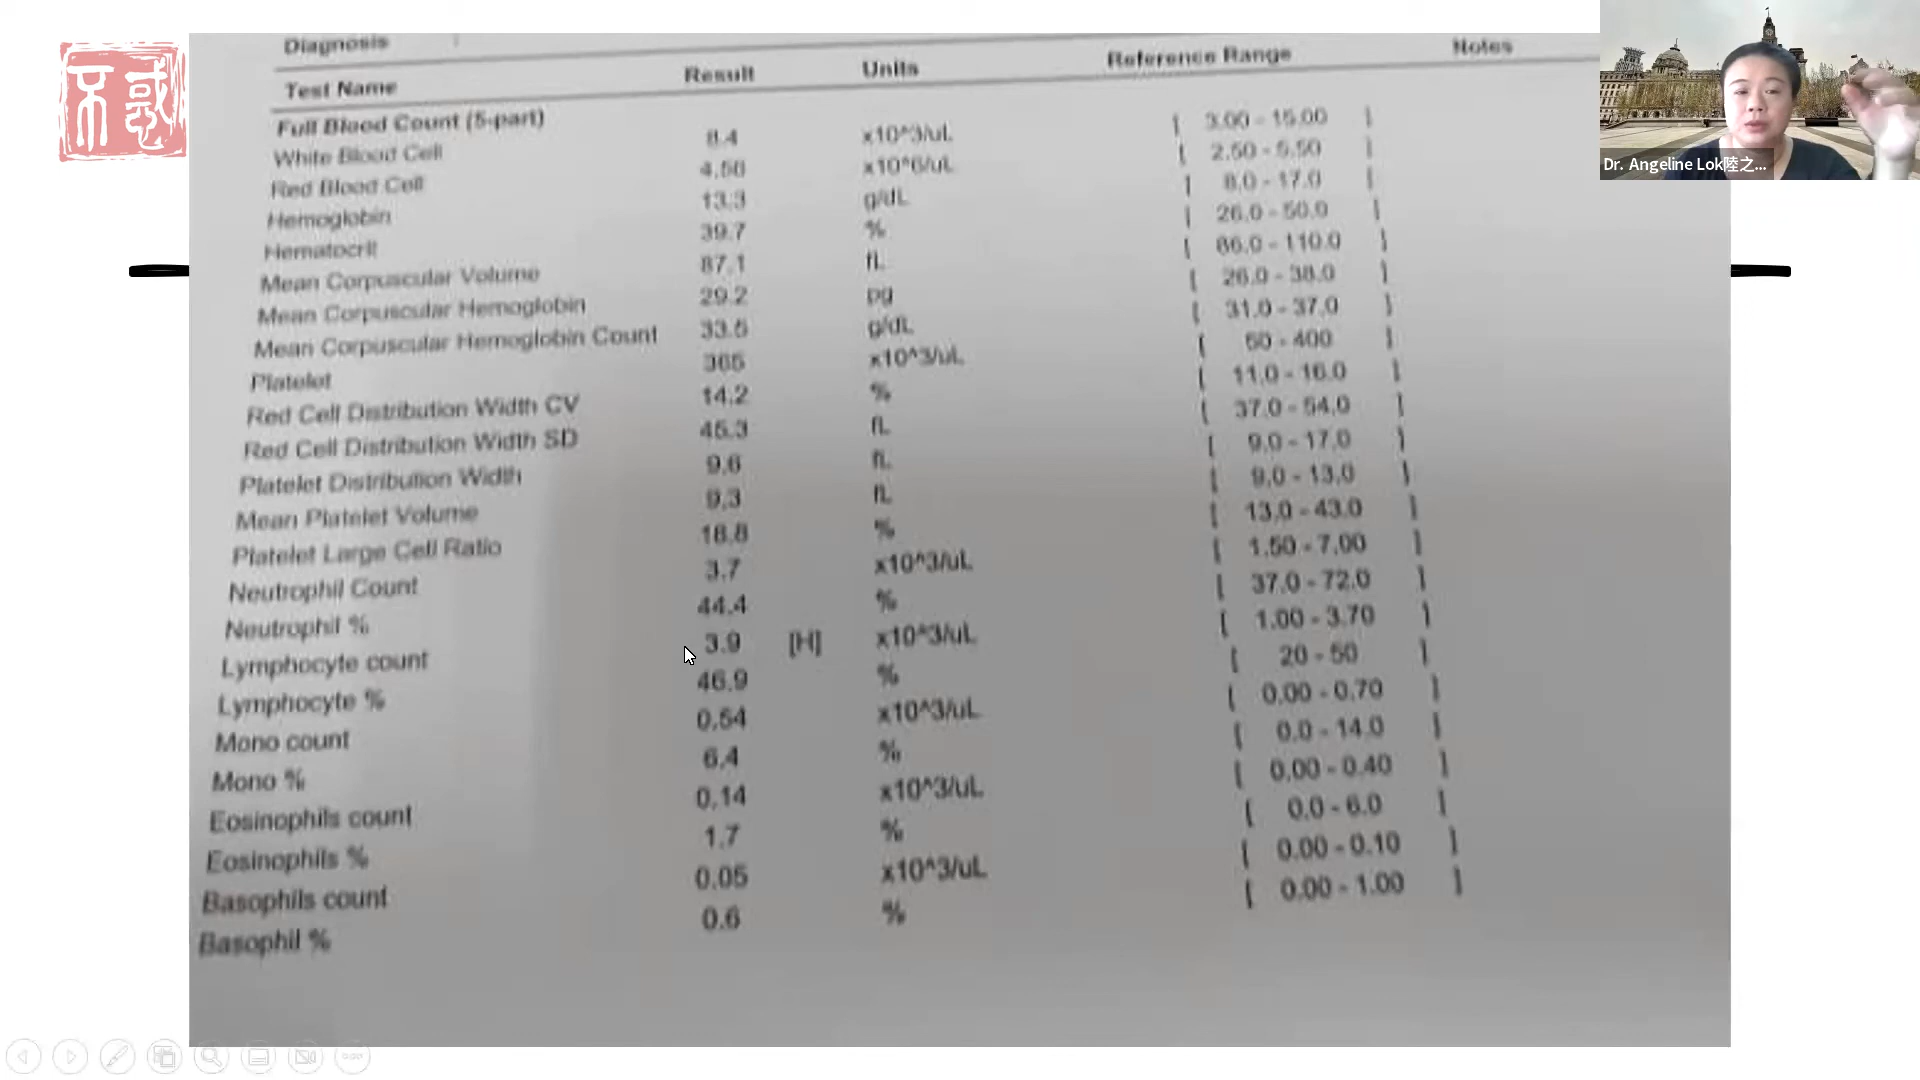 不惑
Diagnosis
Test Name Result Units Reference Range Notes
Full Blood Count (5-part)
White Blood Cell 8.4 x10^3/uL [ 3.00 - 15.00 ]
Red Blood Cell 4.56 x10^6/uL [ 2.50 - 5.50 ]
Hemoglobin 13.3 g/dL [ 8.0 - 17.0 ]
Hematocrit 39.7 % [ 26.0 - 50.0 ]
Mean Corpuscular Volume 87.1 fL [ 86.0 - 110.0 ]
Mean Corpuscular Hemoglobin 29.2 pg [ 26.0 - 38.0 ]
Mean Corpuscular Hemoglobin Count 33.5 g/dL [ 31.0 - 37.0 ]
Platelet 365 x10^3/uL [ 50 - 400 ]
Red Cell Distribution Width CV 14.2 % [ 11.0 - 16.0 ]
Red Cell Distribution Width SD 45.3 fL [ 37.0 - 54.0 ]
Platelet Distribution Width 9.6 fL [ 9.0 - 17.0 ]
Mean Platelet Volume 9.3 fL [ 9.0 - 13.0 ]
Platelet Large Cell Ratio 18.8 % [ 13.0 - 43.0 ]
Neutrophil Count 3.7 x10^3/uL [ 1.50 - 7.00 ]
Neutrophil % 44.4 % [ 37.0 - 72.0 ]
Lymphocyte count 3.9 [H] x10^3/uL [ 1.00 - 3.70 ]
Lymphocyte % 46.9 % [ 20 - 50 ]
Mono count 0.54 x10^3/uL [ 0.00 - 0.70 ]
Mono % 6.4 % [ 0.0 - 14.0 ]
Eosinophils count 0.14 x10^3/uL [ 0.00 - 0.40 ]
Eosinophils % 1.7 % [ 0.0 - 6.0 ]
Basophils count 0.05 x10^3/uL [ 0.00 - 0.10 ]
Basophil % 0.6 % [ 0.00 - 1.00 ]
Dr. Angeline Lok陸之...